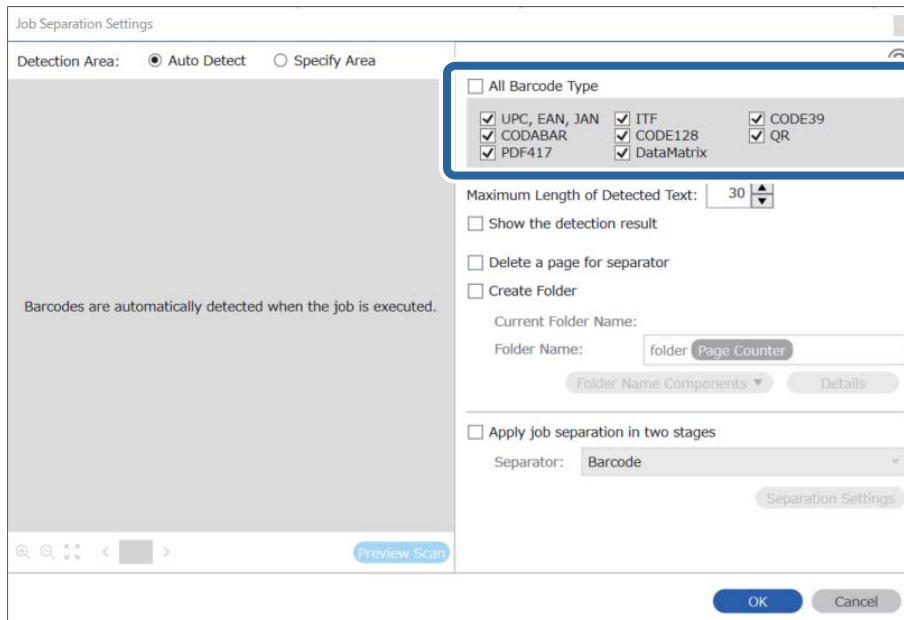 Job Separation Settings
Detection Area: Auto Detect Specify Area
All Barcode Type
UPC, EAN, JAN ITF CODE39
CODABAR CODE128 QR
PDF417 DataMatrix
Maximum Length of Detected Text: 30
Show the detection result
Delete a page for separator
Create Folder
Current Folder Name:
Folder Name: folder Page Counter
Folder Name Components Details
Apply job separation in two stages
Separator: Barcode
Separation Settings
Barcodes are automatically detected when the job is executed.
Preview Scan
OK Cancel